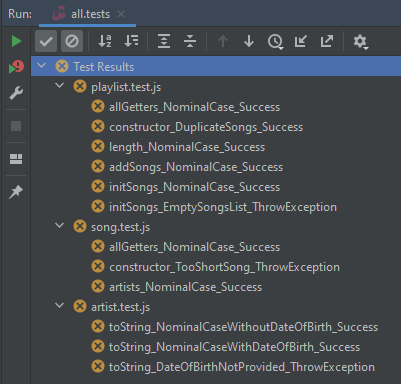 Run: all.tests
Test Results
playlist.test.js
allGetters_NominalCase_Success
constructor_DuplicateSongs_Success
length_NominalCase_Success
addSongs_NominalCase_Success
initSongs_NominalCase_Success
initSongs_EmptySongsList_ThrowException
song.test.js
allGetters_NominalCase_Success
constructor_TooShortSong_ThrowException
artists_NominalCase_Success
artist.test.js
toString_NominalCaseWithoutDateOfBirth_Success
toString_NominalCaseWithDateOfBirth_Success
toString_DateOfBirthNotProvided_ThrowException